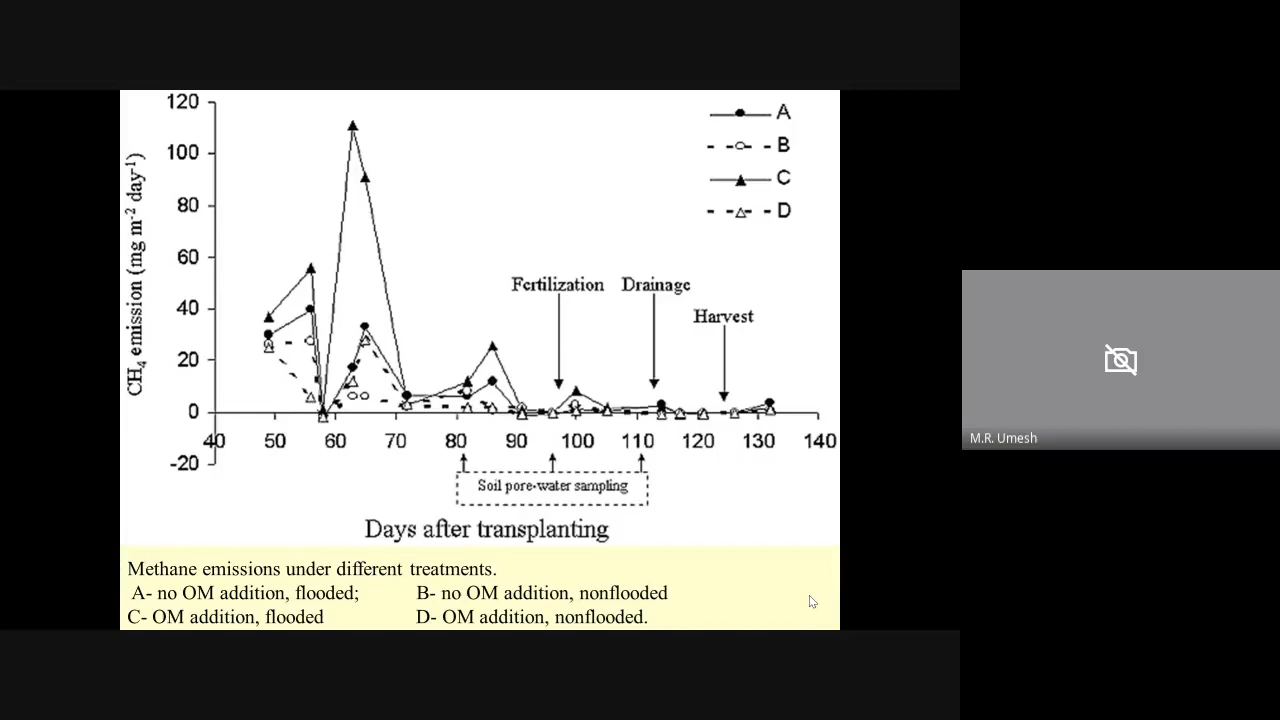 120
100
80
60
40
20
0
-20
CH4 emission (mg m-2 day-1)
A
B
C
D
Fertilization
Drainage
Harvest
40 50 60 70 80 90 100 110 120 130 140
Soil pore-water sampling
Days after transplanting
Methane emissions under different treatments.
A- no OM addition, flooded; B- no OM addition, nonflooded
C- OM addition, flooded D- OM addition, nonflooded.
M.R. Umesh